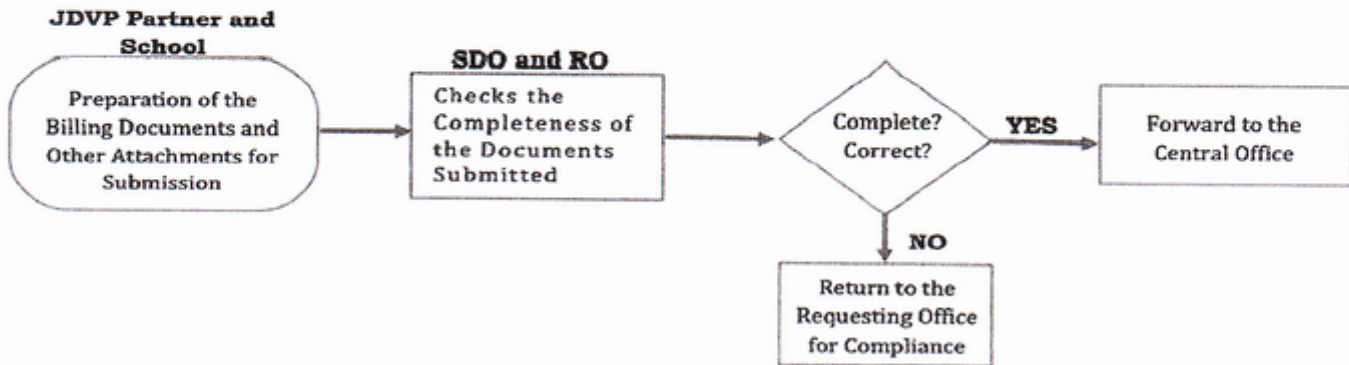 JDVP Partner and
School
Preparation of the
Billing Documents and
Other Attachments for
Submission
SDO and RO
Checks the
Completeness of
the Documents
Submitted
Complete?
Correct?
YES
Forward to the
Central Office
NO
Return to the
Requesting Office
for Compliance